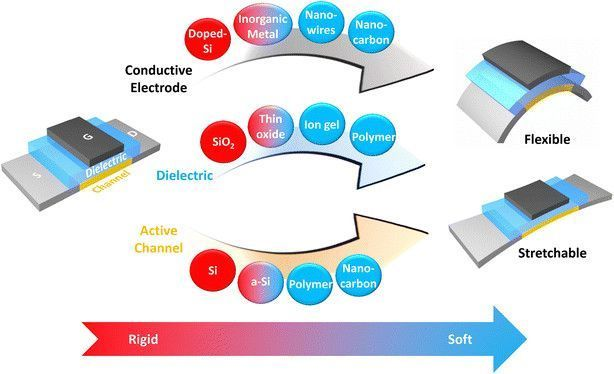 Doped-
Si
Inorganic
Metal
Nano-
wires
Nano-
carbon
Conductive
Electrode
Flexible
G
D
S
Dielectric
Channel
SiO2
Thin
oxide
Ion gel
Polymer
Dielectric
Active
Channel
Si
a-Si
Polymer
Nano-
carbon
Stretchable
Rigid
Soft